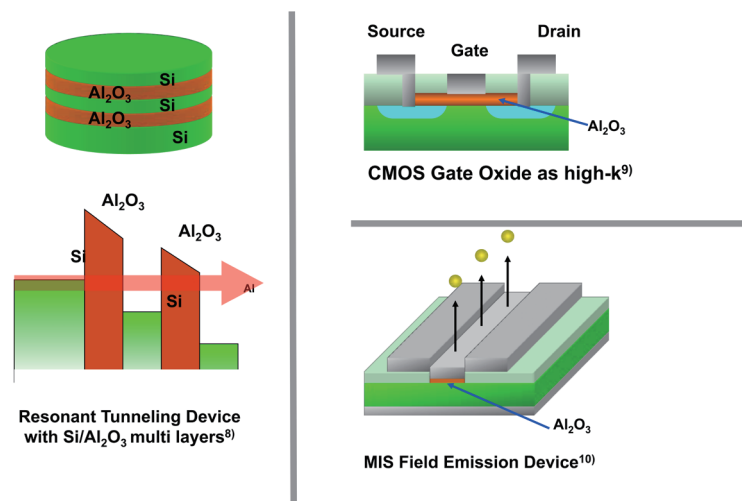 Si
Al₂O₃
Si
Al₂O₃
Si
Al₂O₃
Al₂O₃
Si
Si
Al
Resonant Tunneling Device
with Si/Al₂O₃ multi layers⁸⁾
Source
Drain
Gate
Al₂O₃
CMOS Gate Oxide as high-k⁹⁾
Al₂O₃
MIS Field Emission Device¹⁰⁾